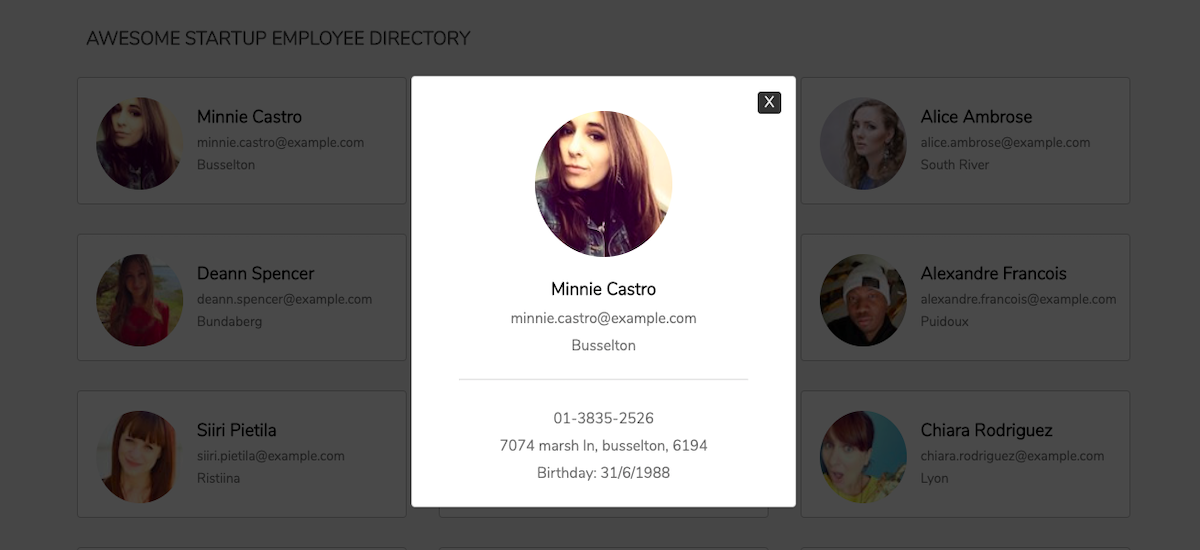 AWESOME STARTUP EMPLOYEE DIRECTORY
Minnie Castro
minnie.castro@example.com
Busselton
X
Minnie Castro
minnie.castro@example.com
Busselton
01-3835-2526
7074 marsh ln, busselton, 6194
Birthday: 31/6/1988
Alice Ambrose
alice.ambrose@example.com
South River
Deann Spencer
deann.spencer@example.com
Bundaberg
Alexandre Francois
alexandre.francois@example.com
Puidoux
Siiri Pietila
siiri.pietila@example.com
Ristiina
Chiara Rodriguez
chiara.rodriguez@example.com
Lyon